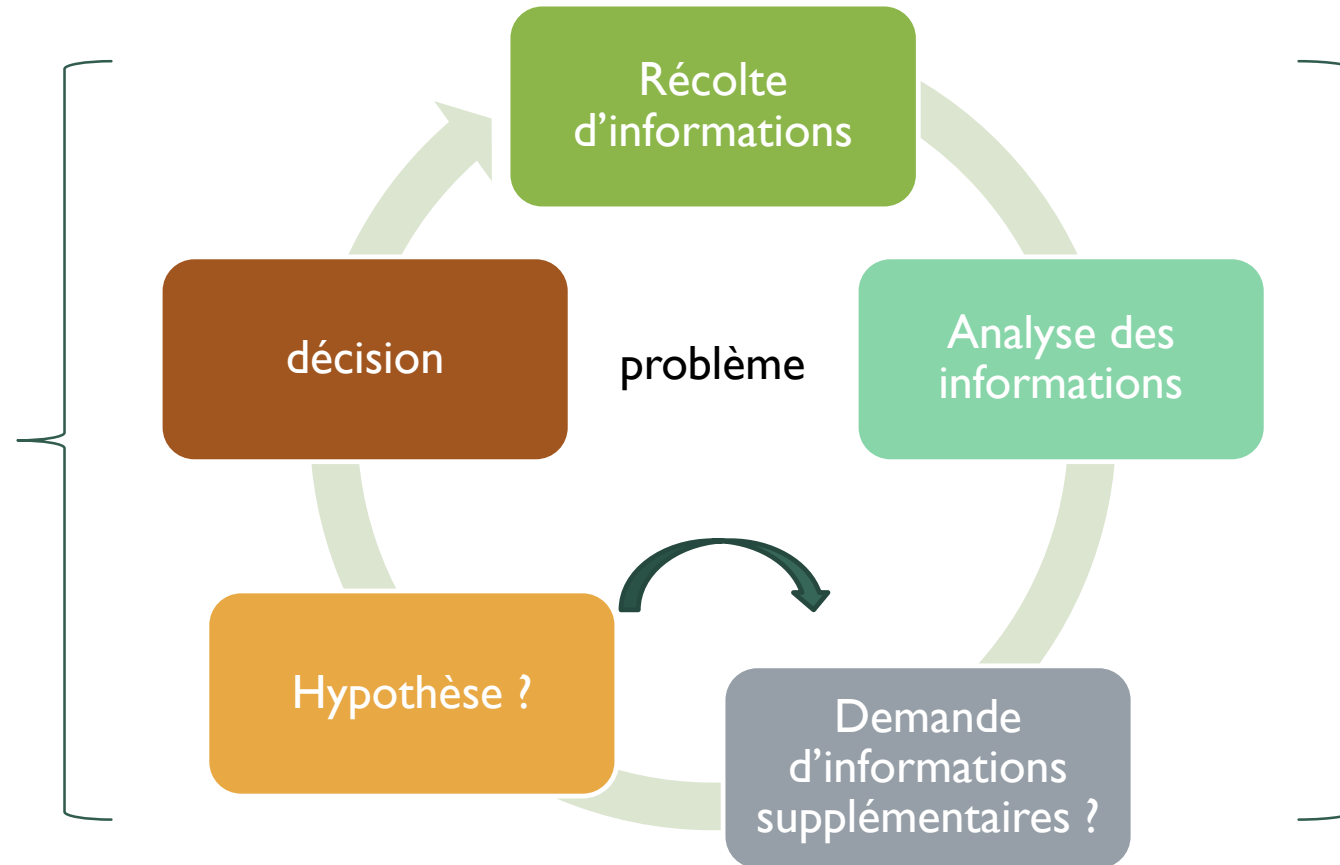 Récolte
d’informations
Analyse des
informations
Demande
d’informations
supplémentaires ?
Hypothèse ?
décision
problème